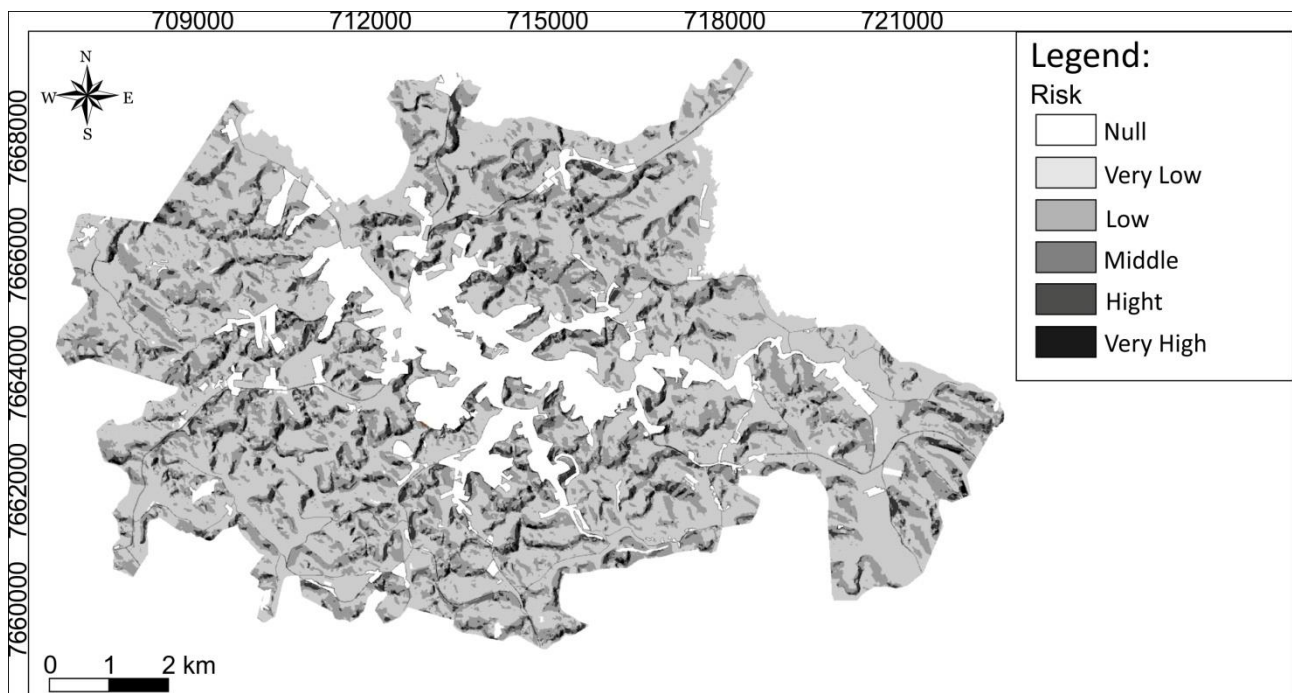 709000 712000 715000 718000 721000
7668000
7666000
7664000
7662000
7660000
N
W E
S
Legend:
Risk
Null
Very Low
Low
Middle
Hight
Very High
0 1 2 km